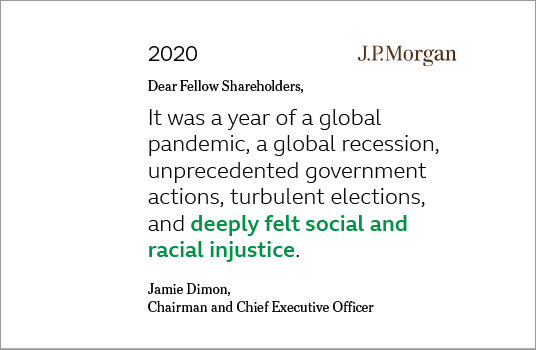 2020
J.P.Morgan
Dear Fellow Shareholders,
It was a year of a global
pandemic, a global recession,
unprecedented government
actions, turbulent elections,
and deeply felt social and
racial injustice.
Jamie Dimon,
Chairman and Chief Executive Officer